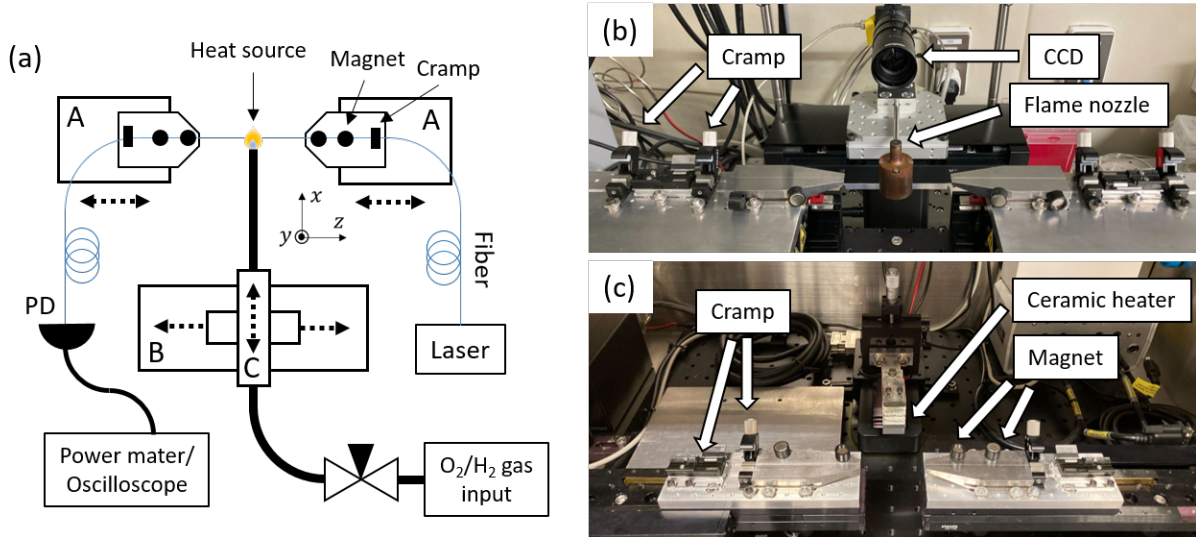 (a)
Heat source
Magnet
Cramp
A
A
x
y
z
Fiber
PD
B
C
Laser
Power mater/
Oscilloscope
O₂/H₂ gas
input
(b)
Cramp
CCD
Flame nozzle
(c)
Cramp
Ceramic heater
Magnet